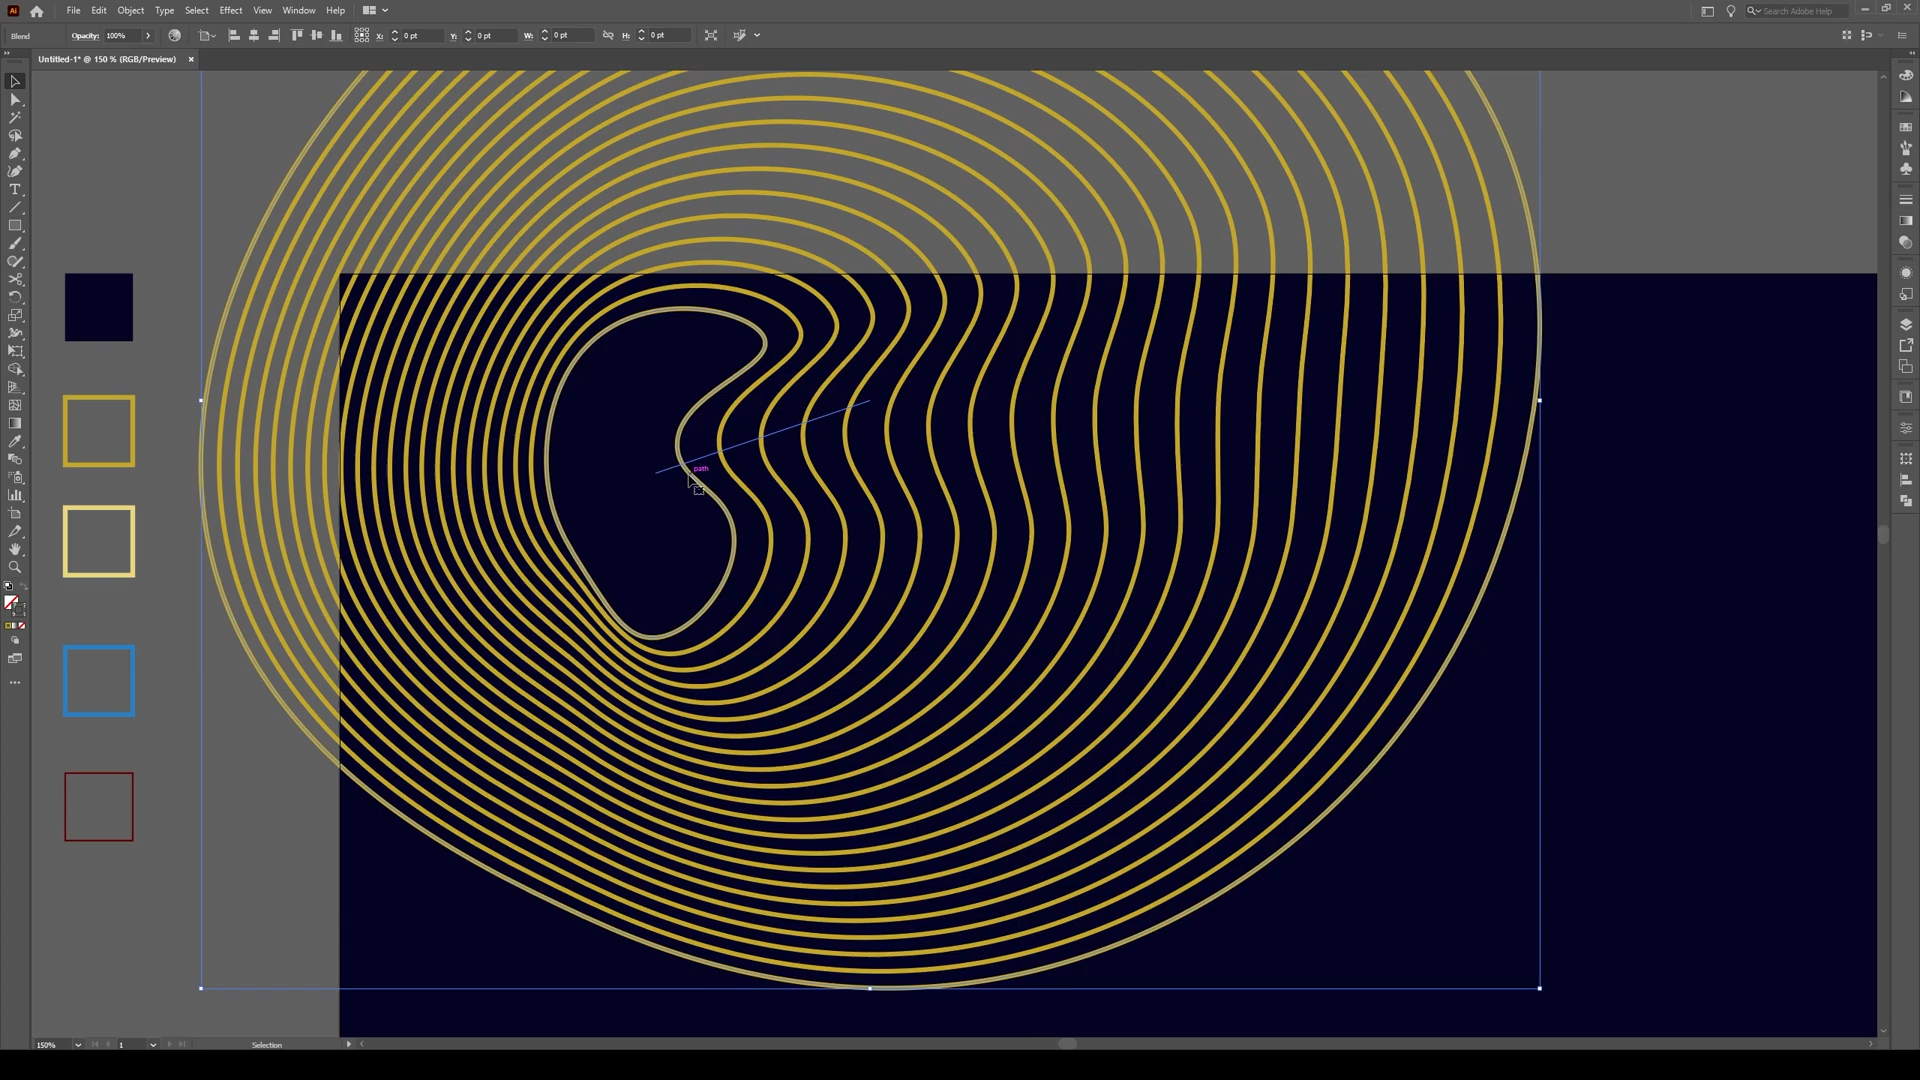 Ai File Edit Object Type Select Effect View Window Help Search Adobe Help
Blend Opacity: 100% X: 0 pt Y: 0 pt W: 0 pt H: 0 pt
Untitled-1* @ 150 % (RGB/Preview) ×
T
path
150% 1 Selection